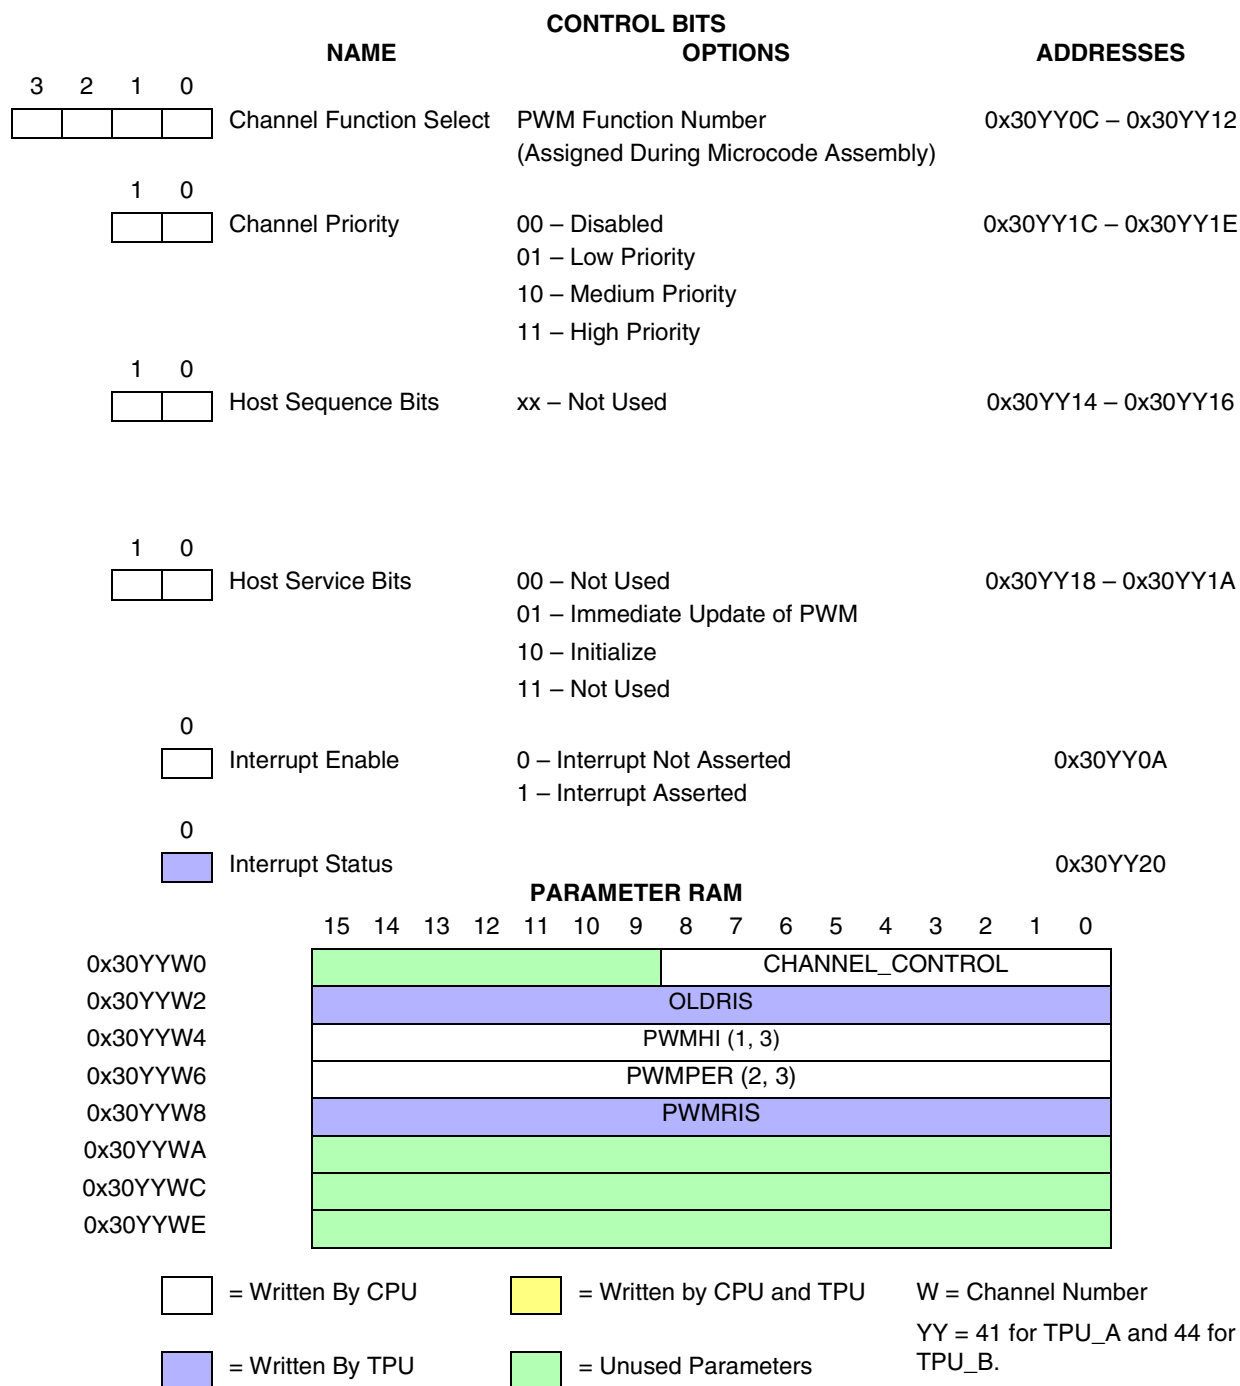 CONTROL BITS
NAME OPTIONS ADDRESSES
3 2 1 0
Channel Function Select PWM Function Number 0x30YY0C – 0x30YY12
(Assigned During Microcode Assembly)
1 0
Channel Priority 00 – Disabled 0x30YY1C – 0x30YY1E
01 – Low Priority
10 – Medium Priority
11 – High Priority
1 0
Host Sequence Bits xx – Not Used 0x30YY14 – 0x30YY16
1 0
Host Service Bits 00 – Not Used 0x30YY18 – 0x30YY1A
01 – Immediate Update of PWM
10 – Initialize
11 – Not Used
0
Interrupt Enable 0 – Interrupt Not Asserted 0x30YY0A
1 – Interrupt Asserted
0
Interrupt Status 0x30YY20
PARAMETER RAM
15 14 13 12 11 10 9 8 7 6 5 4 3 2 1 0
0x30YYW0 CHANNEL_CONTROL
0x30YYW2 OLDRIS
0x30YYW4 PWMHI (1, 3)
0x30YYW6 PWMPER (2, 3)
0x30YYW8 PWMRIS
0x30YYWA
0x30YYWC
0x30YYWE
= Written By CPU = Written by CPU and TPU W = Channel Number
YY = 41 for TPU_A and 44 for
= Written By TPU = Unused Parameters TPU_B.